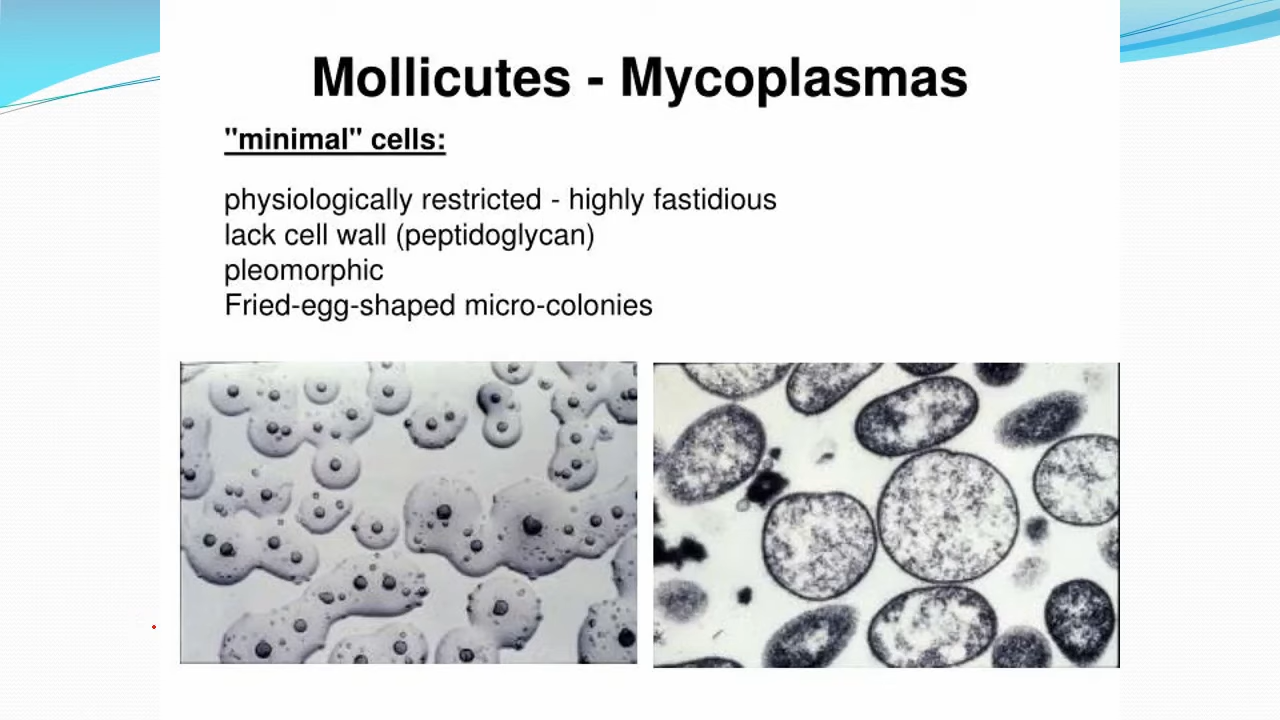 Mollicutes - Mycoplasmas
"minimal" cells:
physiologically restricted - highly fastidious
lack cell wall (peptidoglycan)
pleomorphic
Fried-egg-shaped micro-colonies